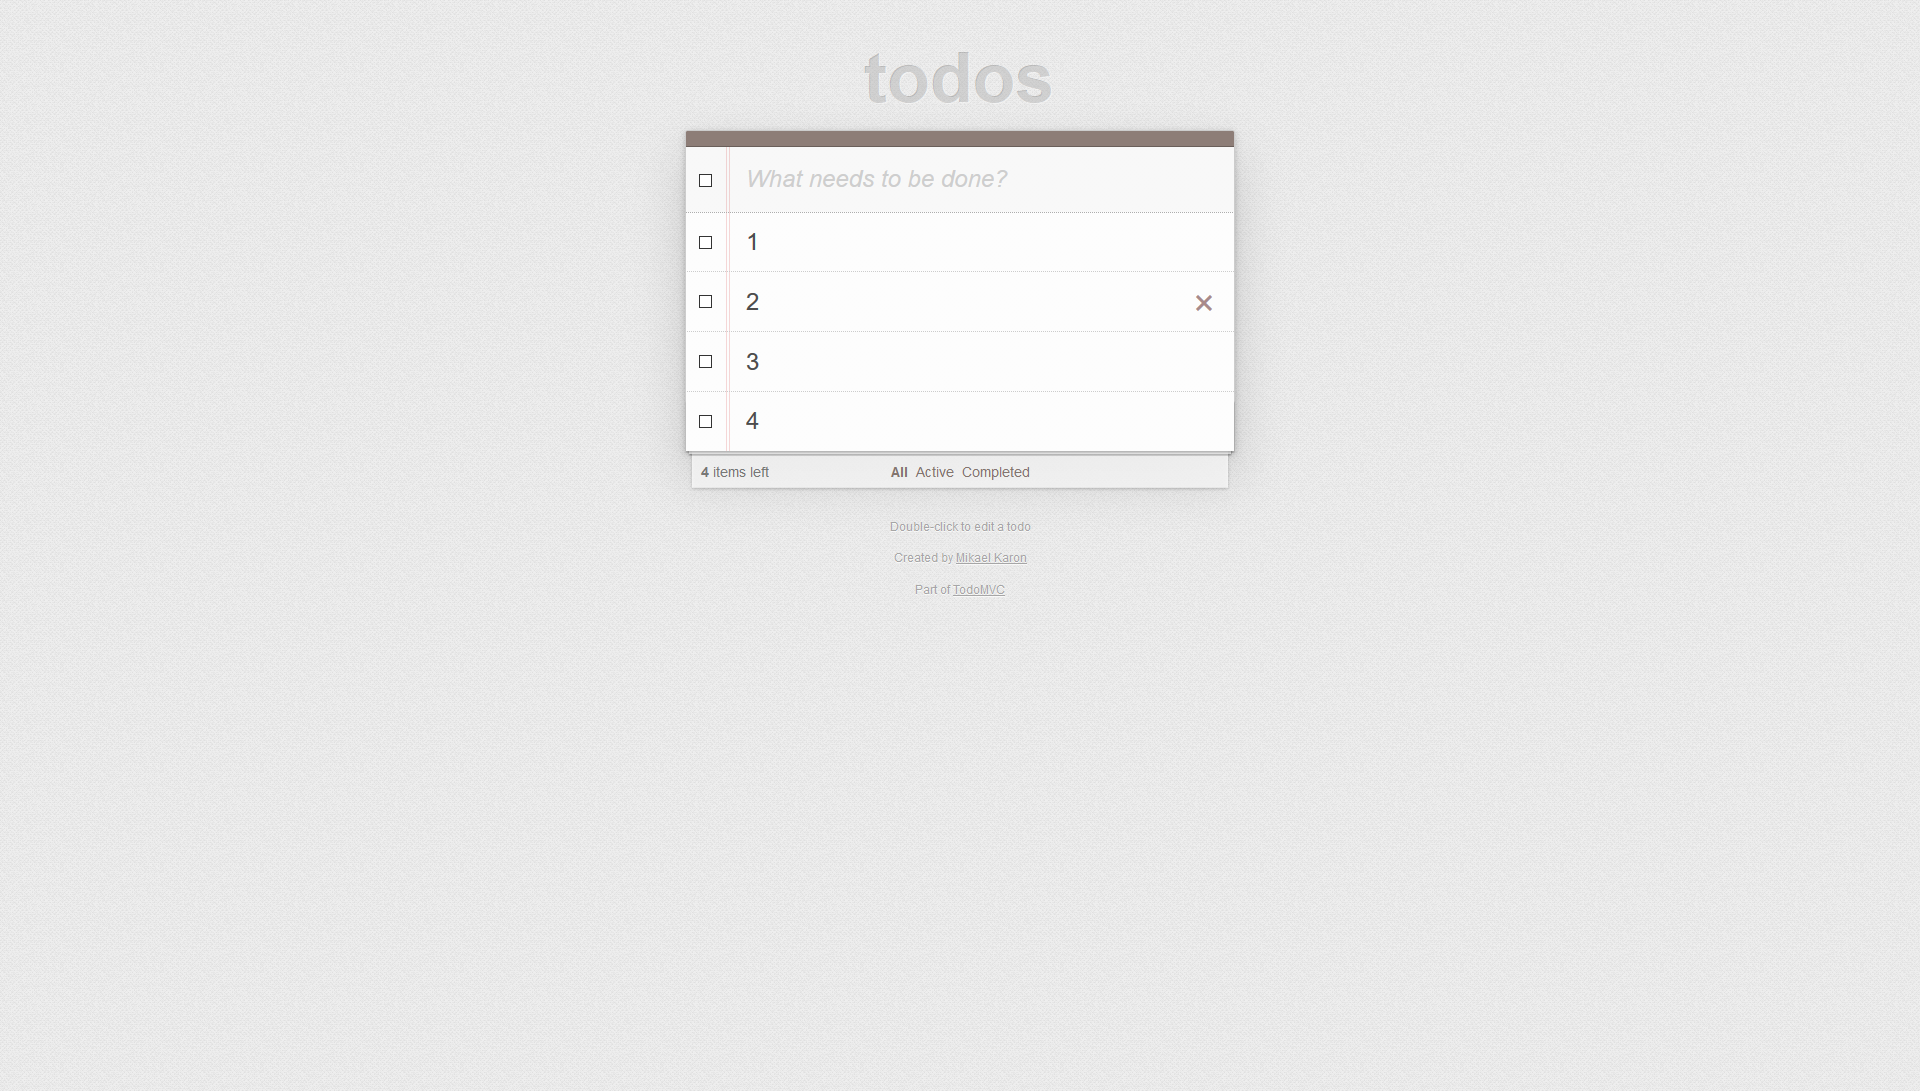 todos
What needs to be done?
1
2
3
4
4 items left All Active Completed
Double-click to edit a todo
Created by Mikael Karon
Part of TodoMVC